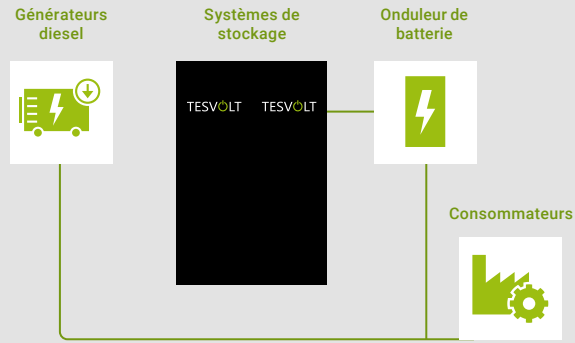 Générateurs
diesel
Systèmes de
stockage
Onduleur de
batterie
TESVOLT TESVOLT
Consommateurs